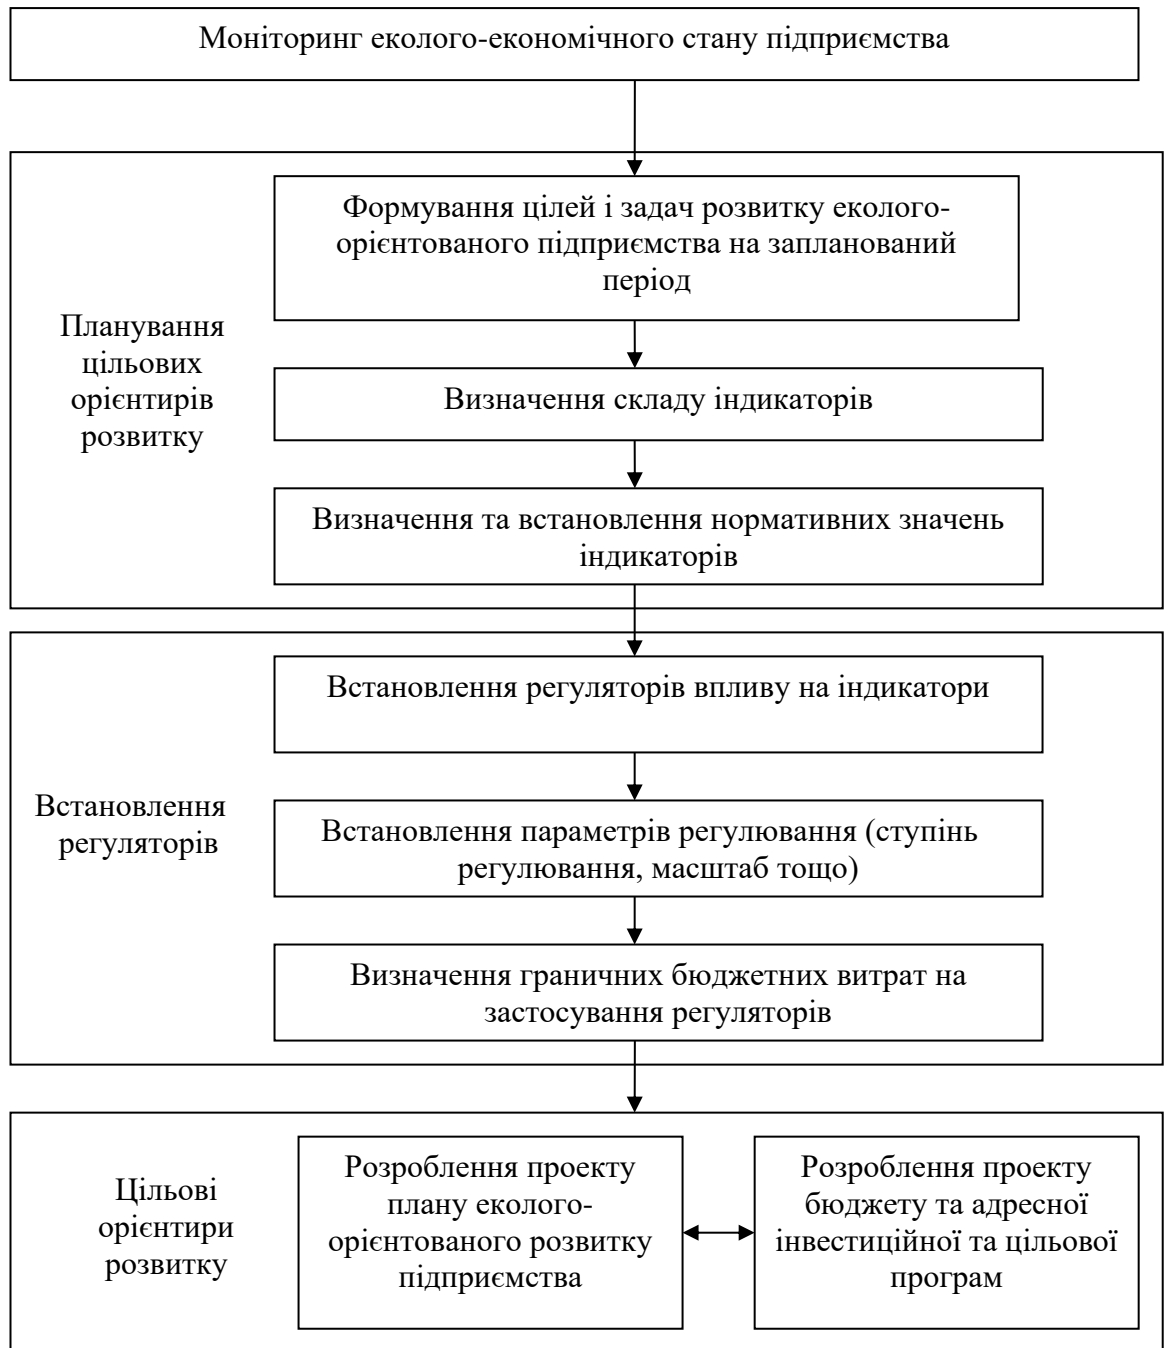 Моніторинг еколого-економічного стану підприємства
Формування цілей і задач розвитку еколого-
орієнтованого підприємства на запланований
період
Планування
цільових
орієнтирів
розвитку
Визначення складу індикаторів
Визначення та встановлення нормативних значень
індикаторів
Встановлення регуляторів впливу на індикатори
Встановлення
регуляторів
Встановлення параметрів регулювання (ступінь
регулювання, масштаб тощо)
Визначення граничних бюджетних витрат на
застосування регуляторів
Цільові
орієнтири
розвитку
Розроблення проекту
плану еколого-
орієнтованого розвитку
підприємства
Розроблення проекту
бюджету та адресної
інвестиційної та цільової
програм